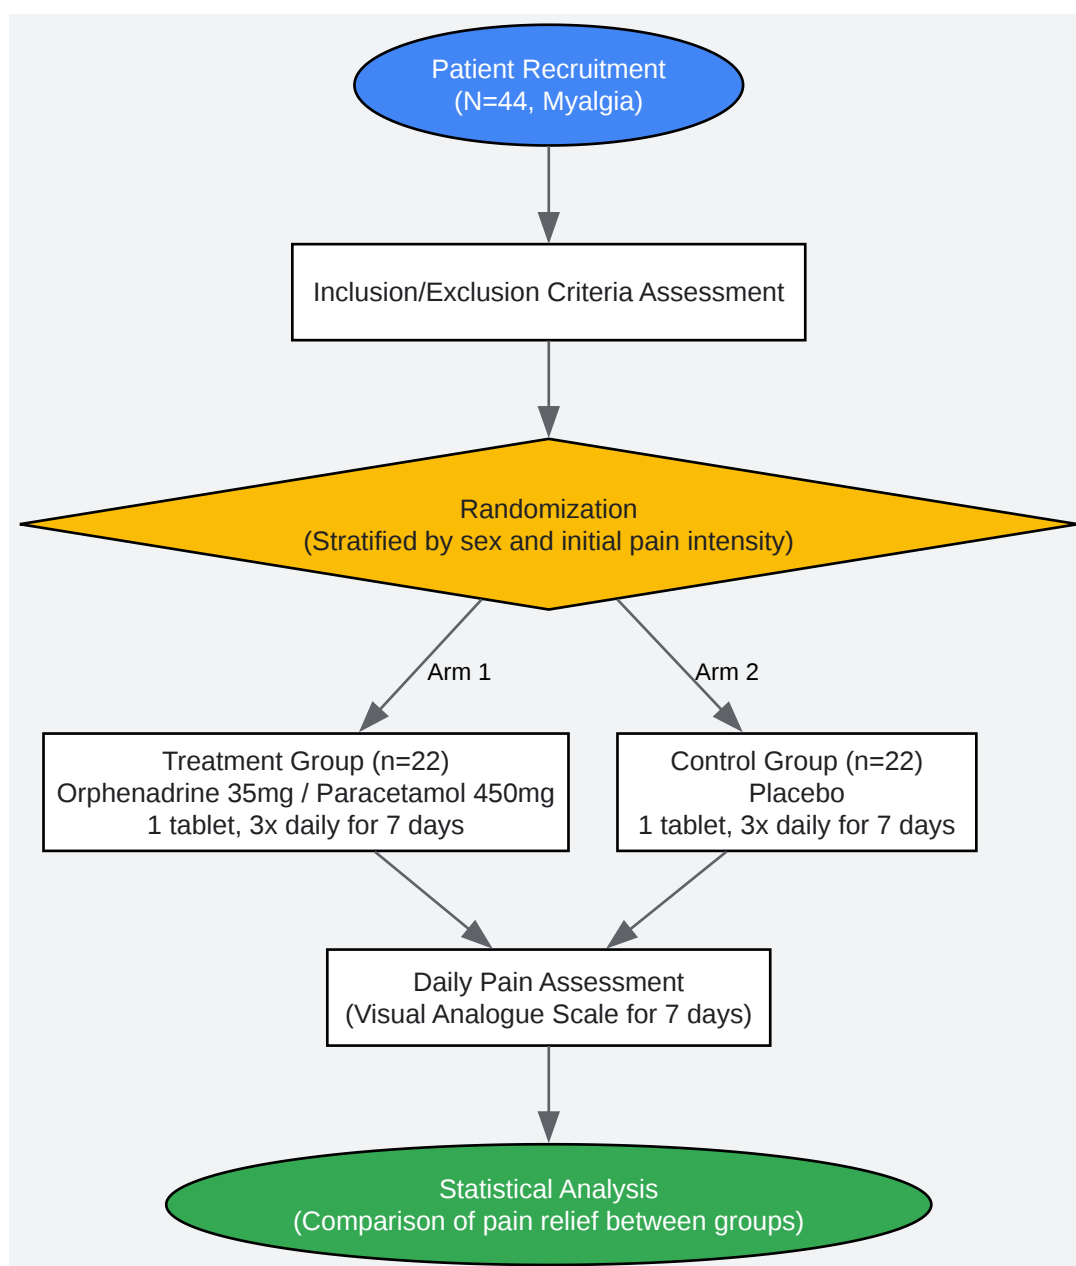 Patient Recruitment
(N=44, Myalgia)
Inclusion/Exclusion Criteria Assessment
Randomization
(Stratified by sex and initial pain intensity)
Arm 1
Arm 2
Treatment Group (n=22)
Orphenadrine 35mg / Paracetamol 450mg
1 tablet, 3x daily for 7 days
Control Group (n=22)
Placebo
1 tablet, 3x daily for 7 days
Daily Pain Assessment
(Visual Analogue Scale for 7 days)
Statistical Analysis
(Comparison of pain relief between groups)